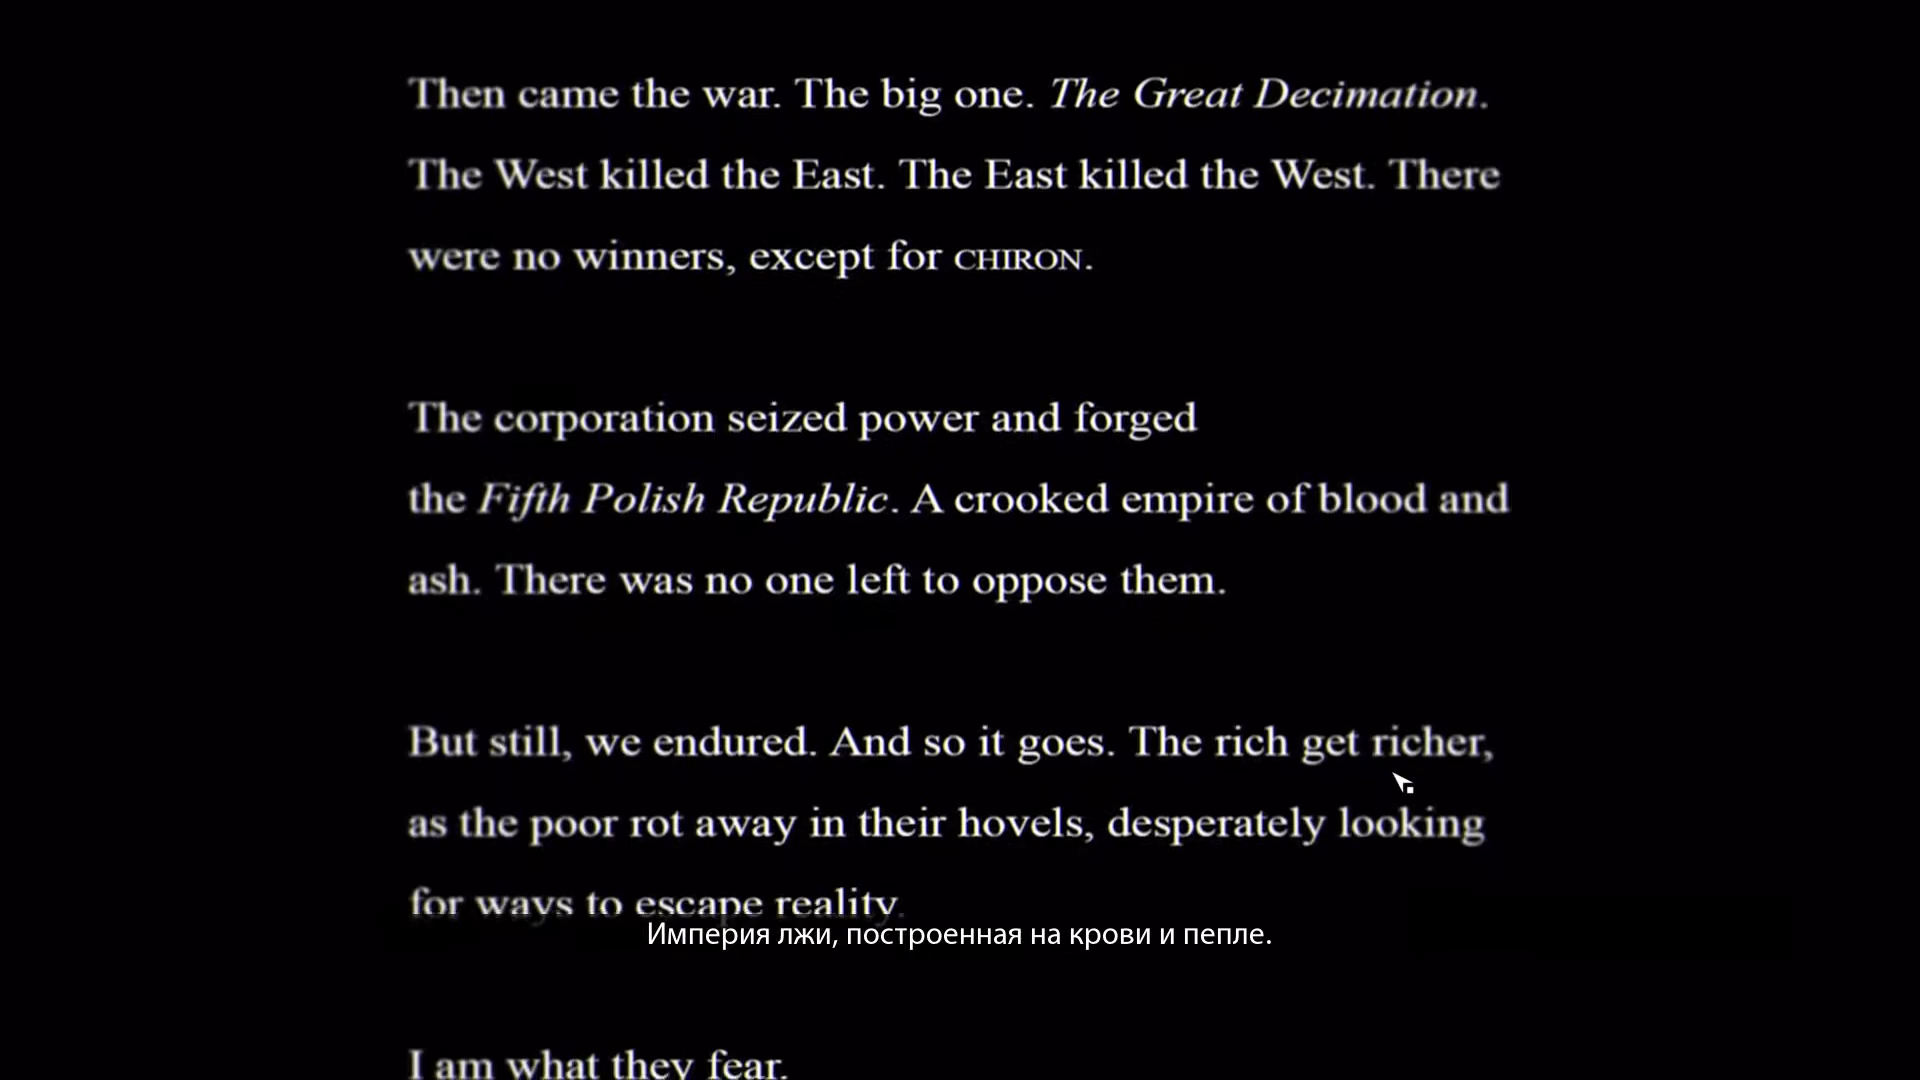 Then came the war. The big one. The Great Decimation.
The West killed the East. The East killed the West. There
were no winners, except for CHIRON.
The corporation seized power and forged
the Fifth Polish Republic. A crooked empire of blood and
ash. There was no one left to oppose them.
But still, we endured. And so it goes. The rich get richer,
as the poor rot away in their hovels, desperately looking
for ways to escape reality.
Империя лжи, построенная на крови и пепле.
I am what they fear.